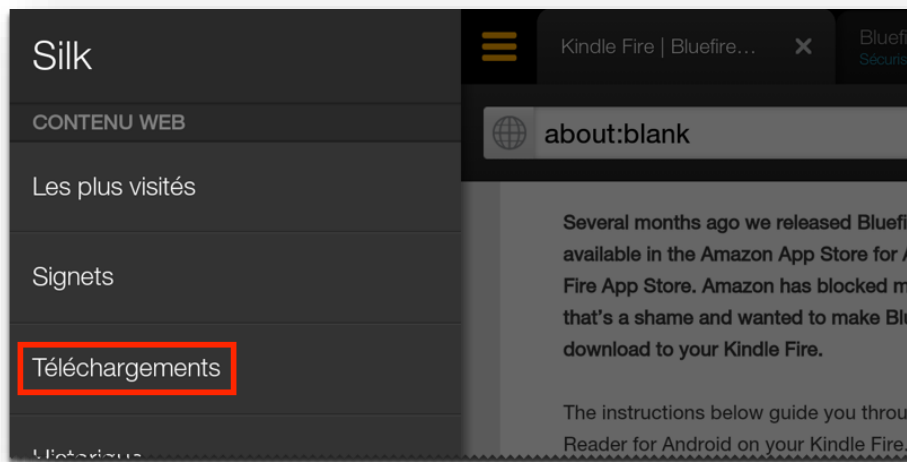 Silk
CONTENU WEB
Les plus visités
Signets
Téléchargements
Historique
Kindle Fire | Bluefire...
Bluefi
Sécuris
about:blank
Several months ago we released Bluefi
available in the Amazon App Store for A
Fire App Store. Amazon has blocked m
that's a shame and wanted to make Blu
download to your Kindle Fire.
The instructions below guide you throu
Reader for Android on your Kindle Fire.